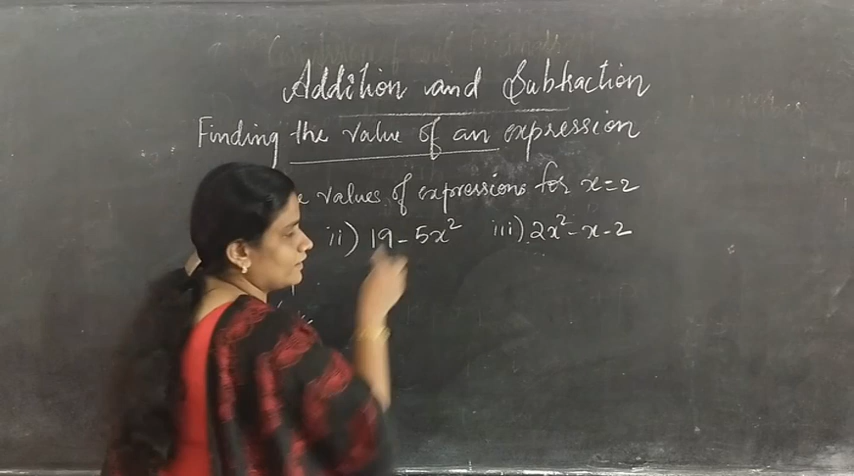 Addition and Subtraction
Finding the value of an expression
values of expressions for x=2
ii) 19-5x² iii) 2x²-x-2